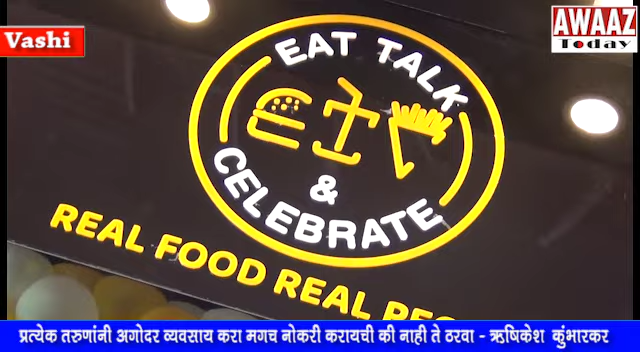 Vashi
AWAAZ
Today
EAT TALK
&
CELEBRATE
REAL FOOD REAL
प्रत्येक तरुणांनी अगोदर व्यवसाय करा मगच नोकरी करायची की नाही ते ठरवा - ऋषिकेश कुंभारकर